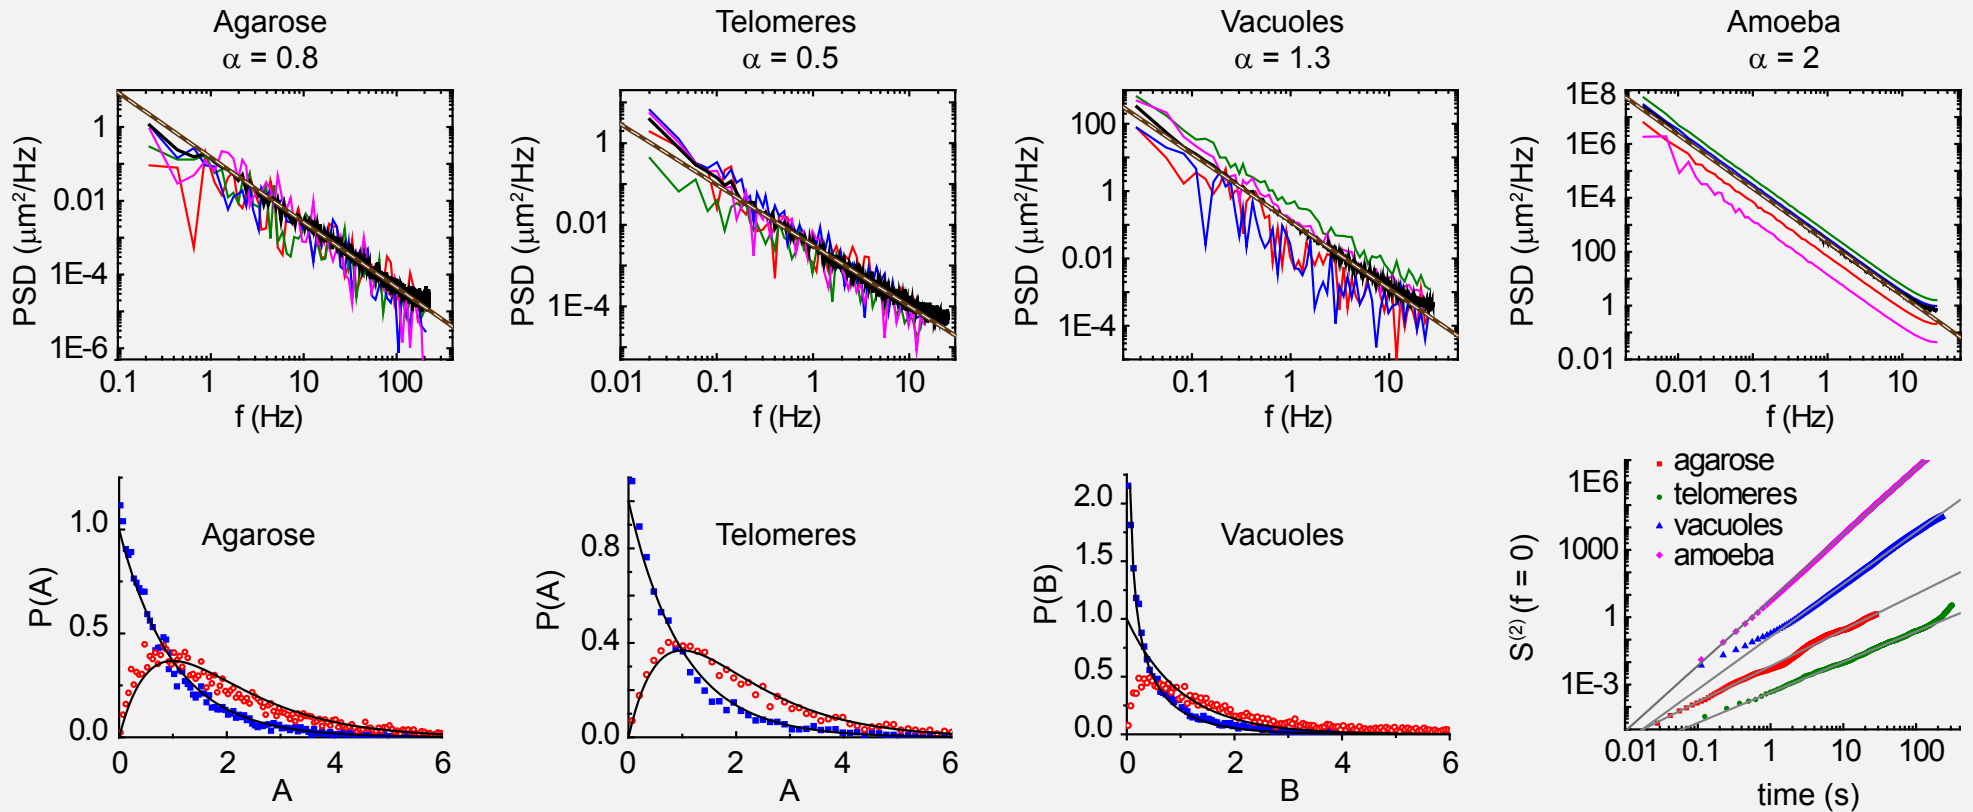 Agarose
α = 0.8
Telomeres
α = 0.5
Vacuoles
α = 1.3
Amoeba
α = 2
PSD (μm²/Hz)
1
0.01
1E-4
1E-6
0.1 1 10 100
f (Hz)
PSD (μm²/Hz)
1
0.01
1E-4
0.01 0.1 1 10
f (Hz)
PSD (μm²/Hz)
100
1
0.01
1E-4
0.1 1 10
f (Hz)
PSD (μm²/Hz)
1E8
1E6
1E4
100
1
0.01
0.01 0.1 1 10
f (Hz)
Agarose
P(A)
1.0
0.5
0.0
0 2 4 6
A
Telomeres
P(A)
0.8
0.4
0.0
0 2 4 6
A
Vacuoles
P(B)
2.0
1.5
1.0
0.5
0.0
0 2 4 6
B
agarose
telomeres
vacuoles
amoeba
S⁽²⁾(f = 0)
1E6
1000
1
1E-3
0.01 0.1 1 10 100
time (s)